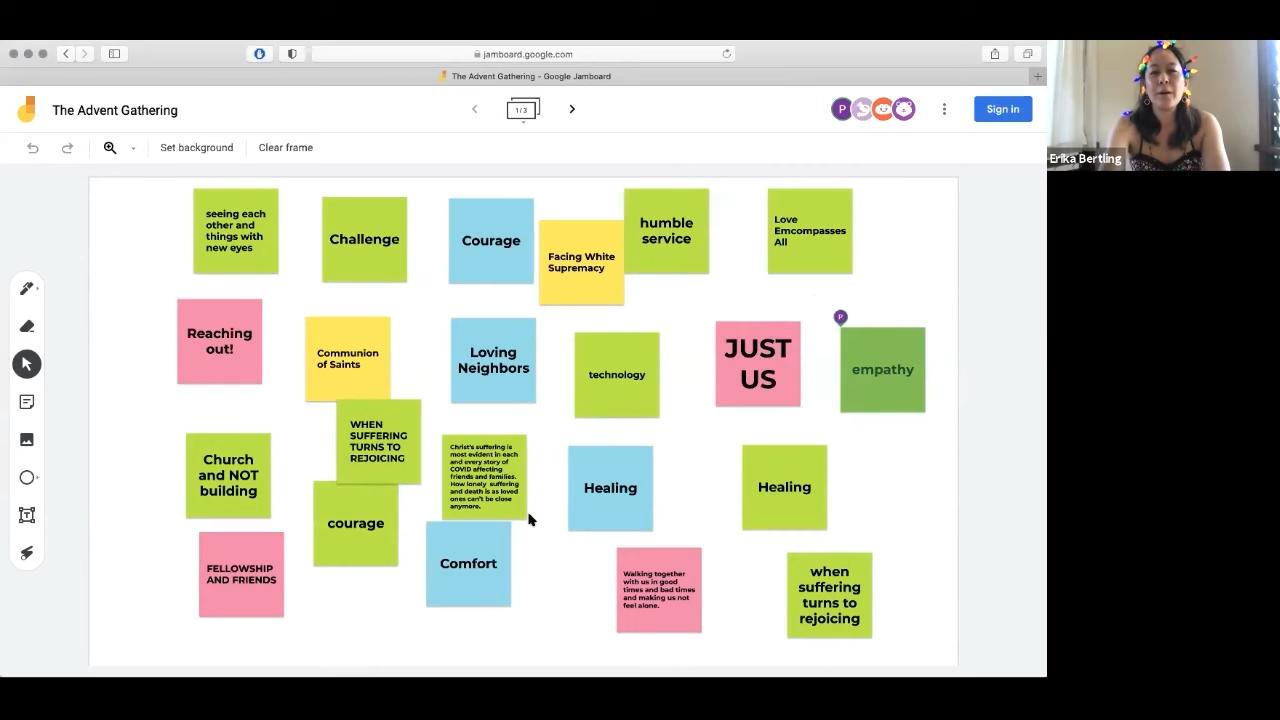 jamboard.google.com
The Advent Gathering - Google Jamboard
The Advent Gathering
1/3
P
Sign in
Set background
Clear frame
Erika Bertling
seeing each
other and
things with
new eyes
Challenge
Courage
Facing White
Supremacy
humble
service
Love
Emcompasses
All
Reaching
out!
Communion
of Saints
Loving
Neighbors
technology
JUST
US
P
empathy
Church
and NOT
building
WHEN
SUFFERING
TURNS TO
REJOICING
Christ's suffering is
most evident in each
and every story of
COVID affecting
friends and families.
How lonely suffering
and death is as loved
ones can't be close
anymore.
Healing
Healing
courage
FELLOWSHIP
AND FRIENDS
Comfort
Walking together
with us in good
times and bad times
and making us not
feel alone.
when
suffering
turns to
rejoicing